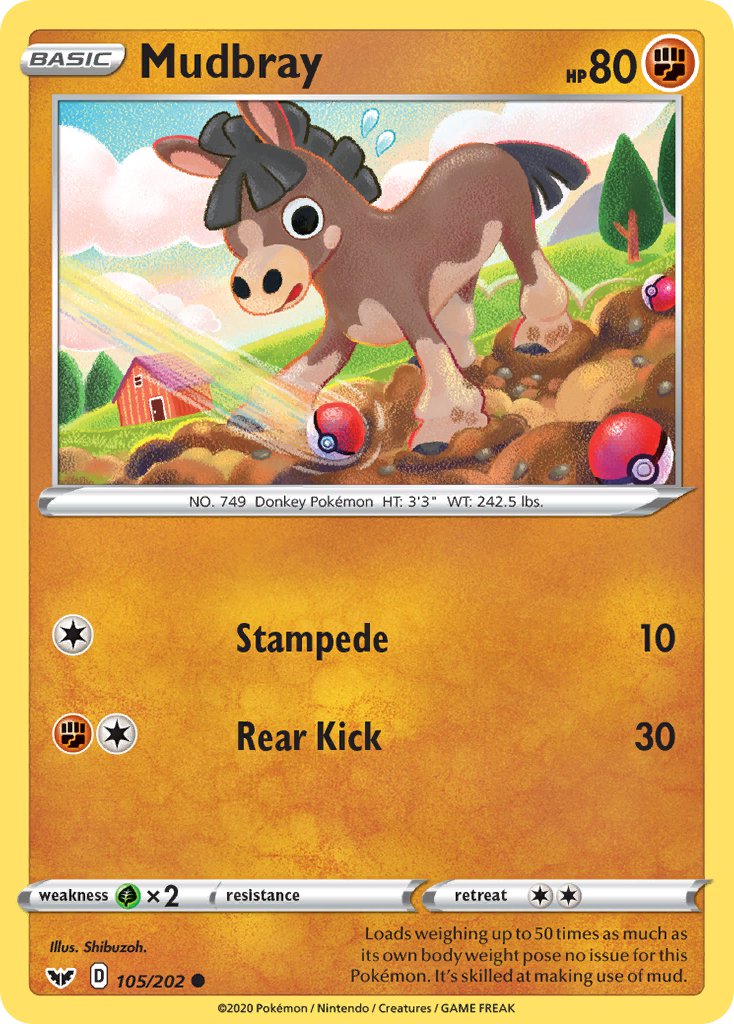 BASIC Mudbray HP 80
NO. 749 Donkey Pokémon HT: 3'3" WT: 242.5 lbs.
Stampede 10
Rear Kick 30
weakness ×2 resistance retreat
Illus. Shibuzoh.
Loads weighing up to 50 times as much as
its own body weight pose no issue for this
Pokémon. It's skilled at making use of mud.
D 105/202
©2020 Pokémon / Nintendo / Creatures / GAME FREAK